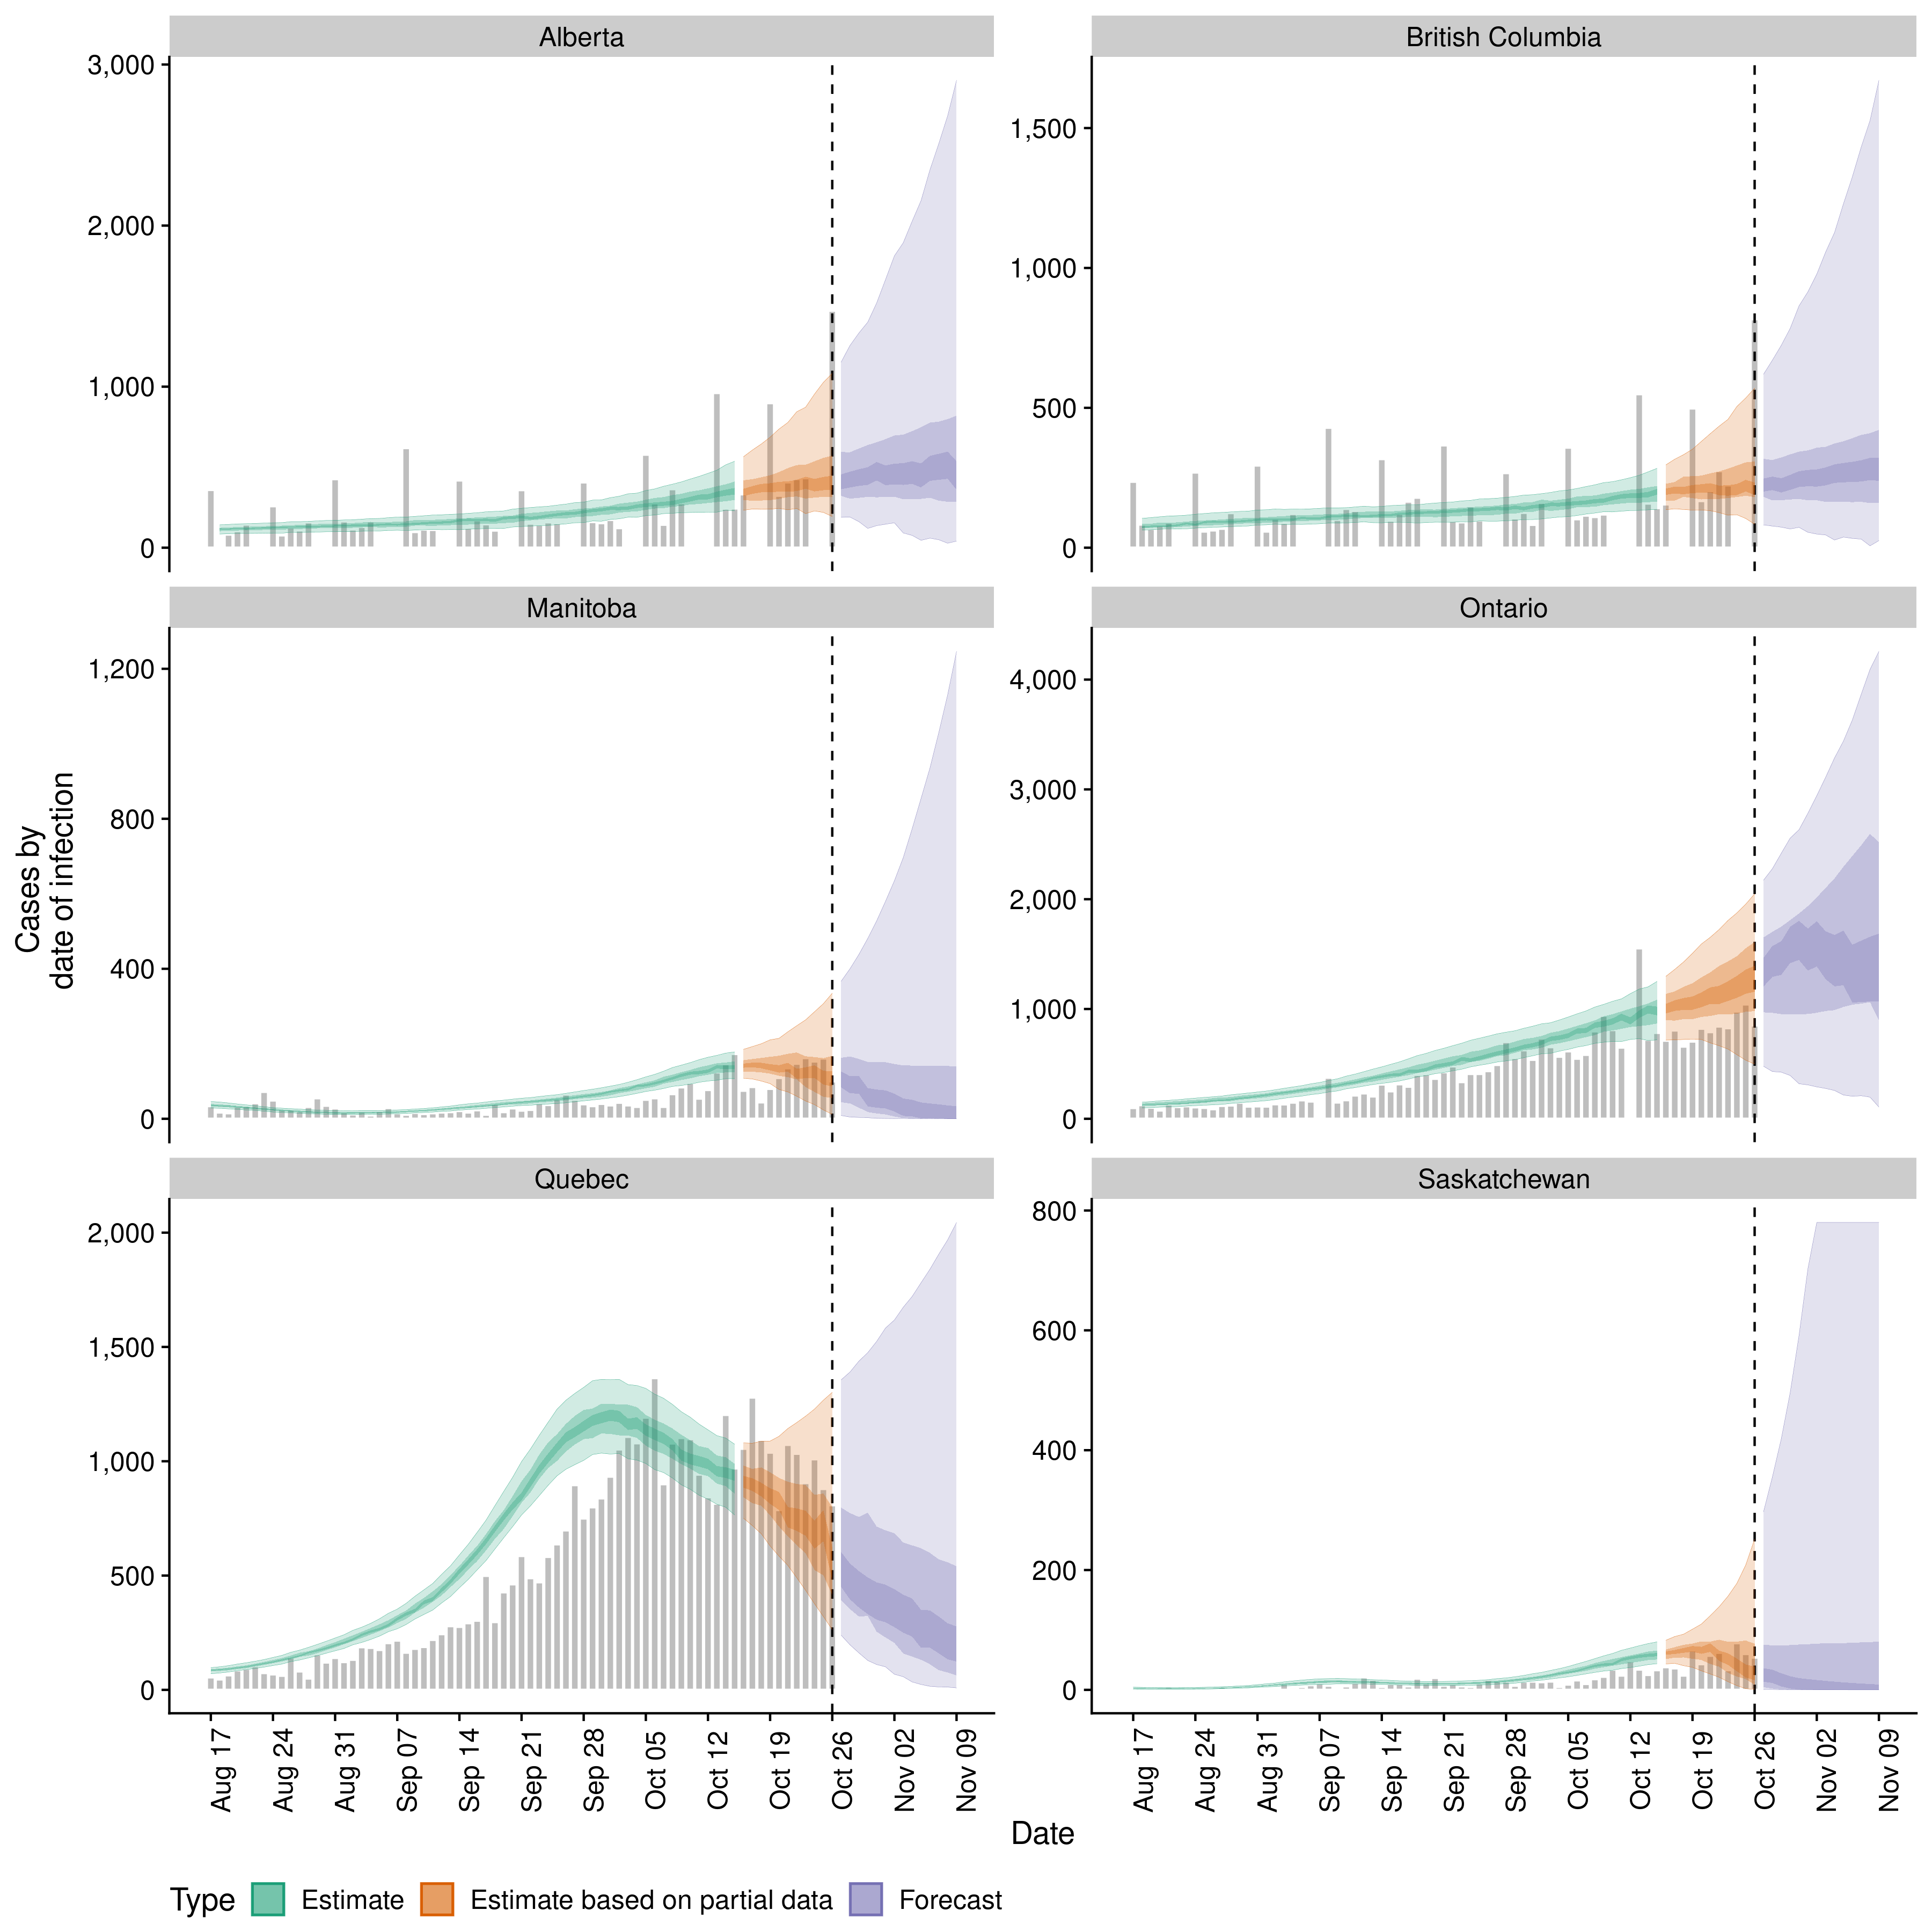 Alberta
British Columbia
3,000
2,000
1,000
0
1,500
1,000
500
0
Manitoba
Ontario
1,200
800
400
0
4,000
3,000
2,000
1,000
0
Quebec
Saskatchewan
2,000
1,500
1,000
500
0
800
600
400
200
0
Cases by
date of infection
Aug 17
Aug 24
Aug 31
Sep 07
Sep 14
Sep 21
Sep 28
Oct 05
Oct 12
Oct 19
Oct 26
Nov 02
Nov 09
Aug 17
Aug 24
Aug 31
Sep 07
Sep 14
Sep 21
Sep 28
Oct 05
Oct 12
Oct 19
Oct 26
Nov 02
Nov 09
Date
Type Estimate Estimate based on partial data Forecast